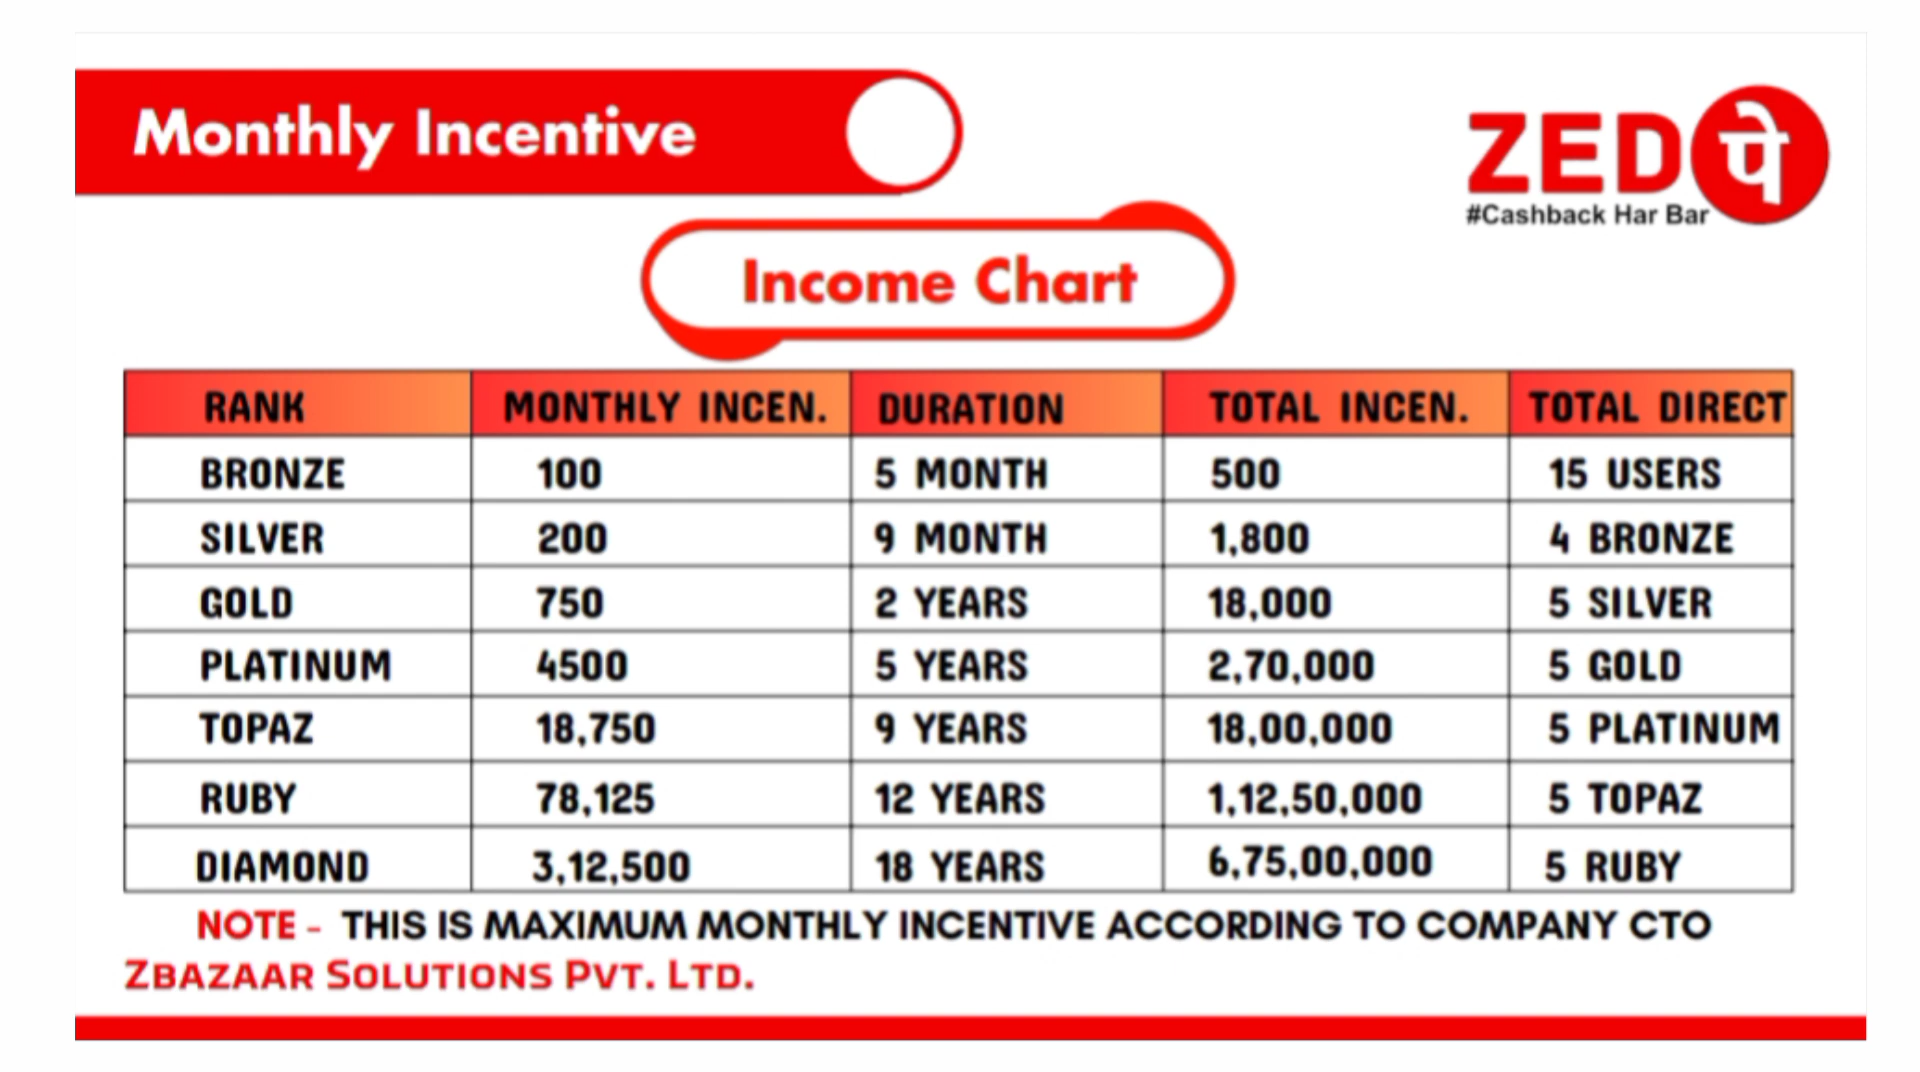 Monthly Incentive
ZED पे
#Cashback Har Bar
Income Chart
RANK MONTHLY INCEN. DURATION TOTAL INCEN. TOTAL DIRECT
BRONZE 100 5 MONTH 500 15 USERS
SILVER 200 9 MONTH 1,800 4 BRONZE
GOLD 750 2 YEARS 18,000 5 SILVER
PLATINUM 4500 5 YEARS 2,70,000 5 GOLD
TOPAZ 18,750 9 YEARS 18,00,000 5 PLATINUM
RUBY 78,125 12 YEARS 1,12,50,000 5 TOPAZ
DIAMOND 3,12,500 18 YEARS 6,75,00,000 5 RUBY
NOTE - THIS IS MAXIMUM MONTHLY INCENTIVE ACCORDING TO COMPANY CTO
ZBAZAAR SOLUTIONS PVT. LTD.